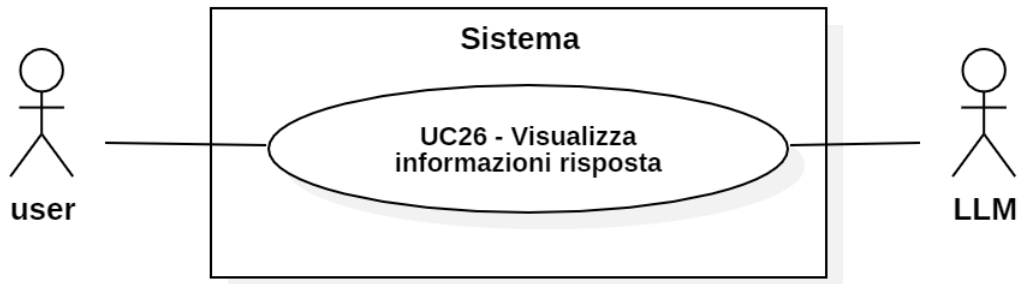 Sistema
UC26 - Visualizza
informazioni risposta
user
LLM